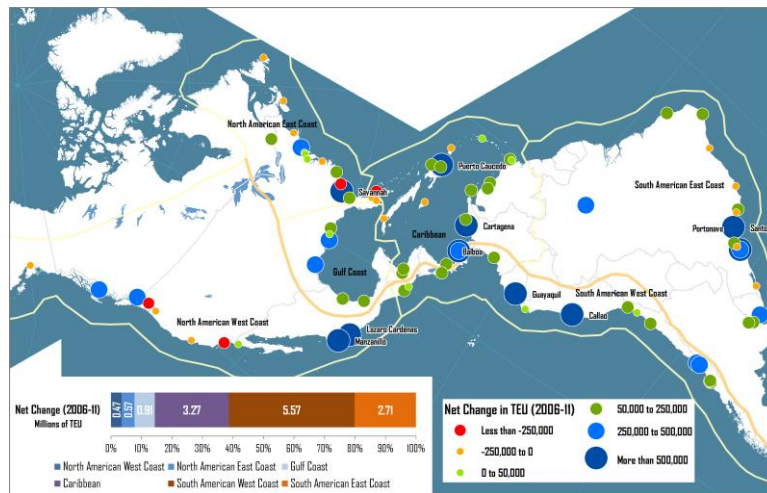 North American East Coast
Puerto Caucedo
Savannah
South American East Coast
Cartagena
Portonave
Santo
Caribbean
Balboa
Gulf Coast
Guayaquil
South American West Coast
Callao
North American West Coast
Lazaro Cardenas
Manzanillo
Net Change (2006-11)
Millions of TEU
0.47
0.57
0.91
3.27
5.57
2.71
0% 10% 20% 30% 40% 50% 60% 70% 80% 90% 100%
North American West Coast North American East Coast Gulf Coast
Caribbean South American West Coast South American East Coast
Net Change in TEU (2006-11)
Less than -250,000
-250,000 to 0
0 to 50,000
50,000 to 250,000
250,000 to 500,000
More than 500,000